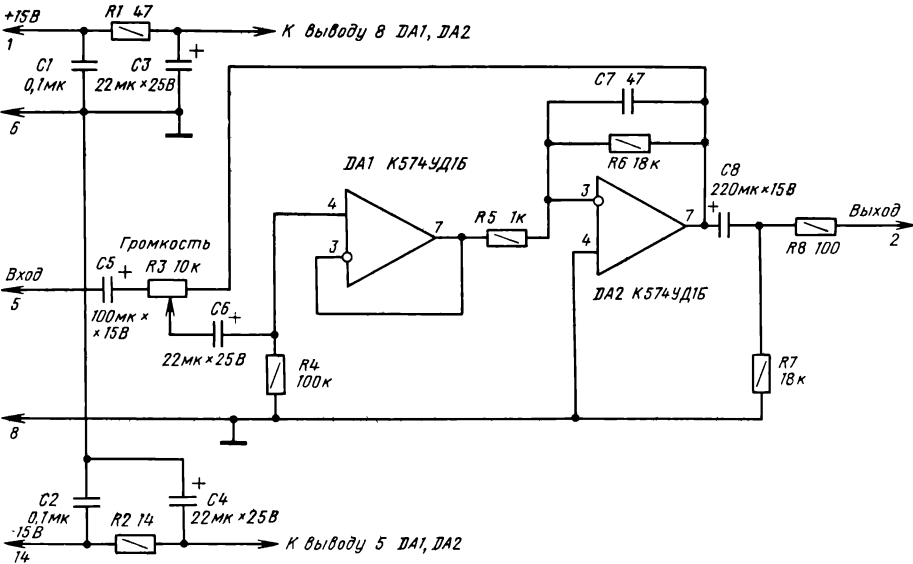 +15В
1
R1 47
К выводу 8 DA1, DA2
C1
0,1мк
C3
+
22мк×25В
6
C7 47
R6 18к
DA1 К574УД1Б
4
3
7
R5 1к
3
4
7
DA2 К574УД1Б
C8
220мк×15В
+
R8 100
Выход
2
Громкость
R3 10к
Вход
5
C5
+
100мк×
×15В
C6
+
22мк×25В
R4
100к
R7
18к
8
C2
0,1мк
+
C4
22мк×25В
R2 14
-15В
14
К выводу 5 DA1, DA2